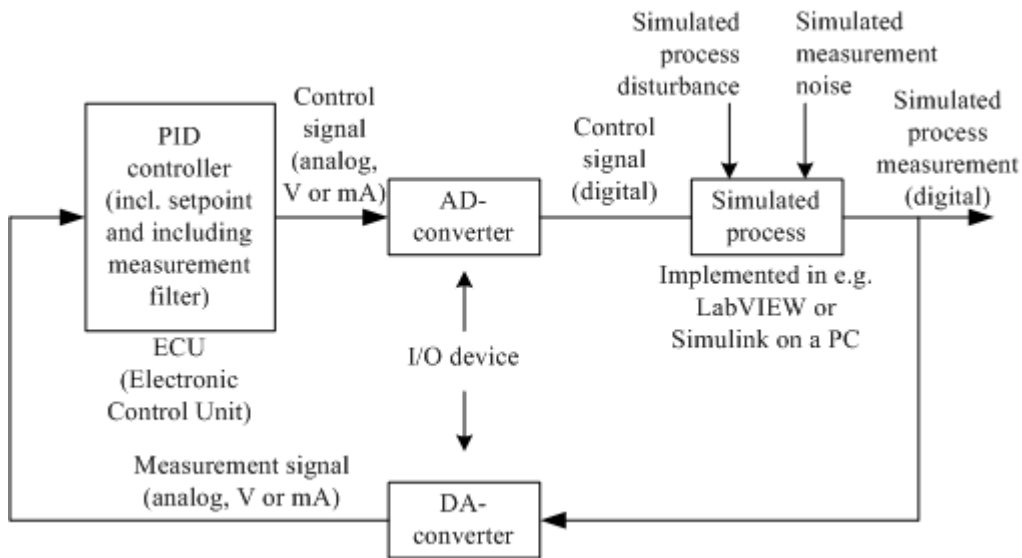 Simulated
process
disturbance
Simulated
measurement
noise
Simulated
process
measurement
(digital)
Control
signal
(analog,
V or mA)
Control
signal
(digital)
PID
controller
(incl. setpoint
and including
measurement
filter)
AD-
converter
Simulated
process
Implemented in e.g.
LabVIEW or
Simulink on a PC
ECU
(Electronic
Control Unit)
I/O device
Measurement signal
(analog, V or mA)
DA-
converter